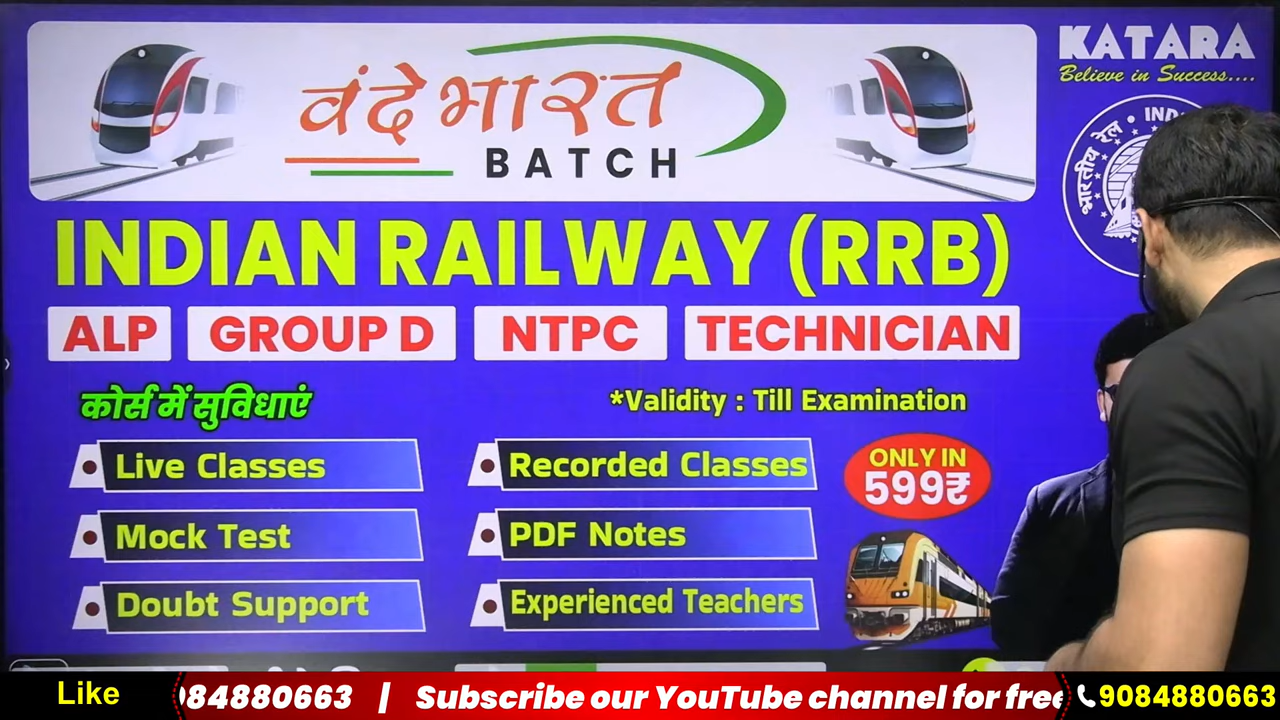 KATARA
Believe in Success....
वंदे भारत
BATCH
भारतीय रेल
INDIAN RAILWAY (RRB)
ALP
GROUP D
NTPC
TECHNICIAN
कोर्स में सुविधाएं
*Validity : Till Examination
Live Classes
Recorded Classes
ONLY IN
599₹
Mock Test
PDF Notes
Doubt Support
Experienced Teachers
Like
984880663 | Subscribe our YouTube channel for free
9084880663